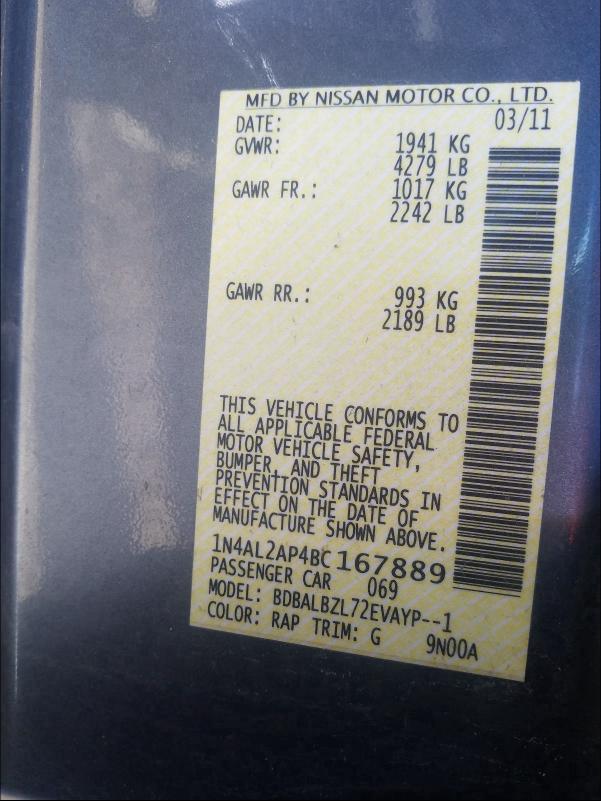 MFD BY NISSAN MOTOR CO., LTD.
DATE: 03/11
GVWR: 1941 KG
4279 LB
GAWR FR.: 1017 KG
2242 LB
GAWR RR.: 993 KG
2189 LB
THIS VEHICLE CONFORMS TO
ALL APPLICABLE FEDERAL
MOTOR VEHICLE SAFETY,
BUMPER, AND THEFT
PREVENTION STANDARDS IN
EFFECT ON THE DATE OF
MANUFACTURE SHOWN ABOVE.
1N4AL2AP4BC167889
PASSENGER CAR 069
MODEL: BDBALBZL72EVAYP--1
COLOR: RAP TRIM: G 9N00A